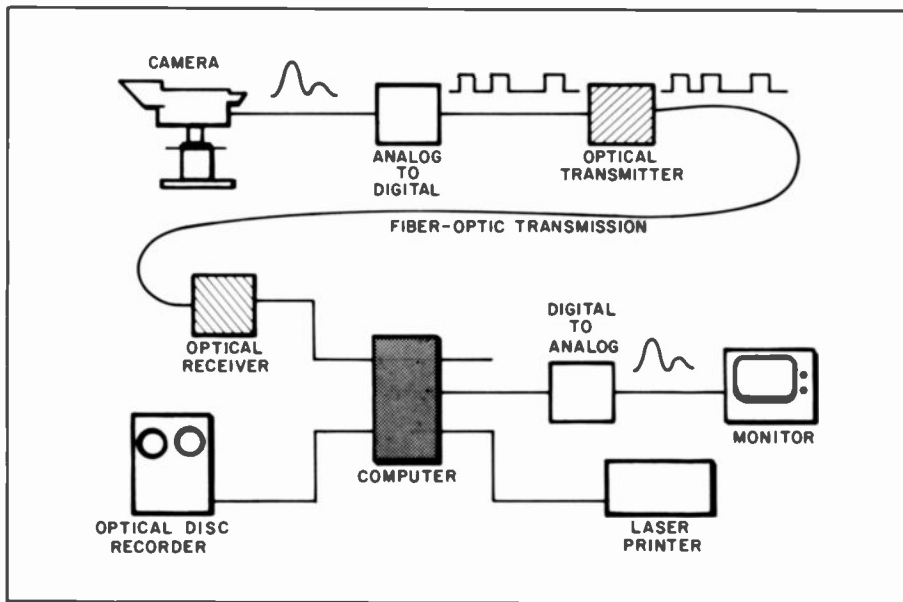 CAMERA
ANALOG
TO
DIGITAL
OPTICAL
TRANSMITTER
FIBER-OPTIC TRANSMISSION
OPTICAL
RECEIVER
DIGITAL
TO
ANALOG
MONITOR
COMPUTER
OPTICAL DISC
RECORDER
LASER
PRINTER